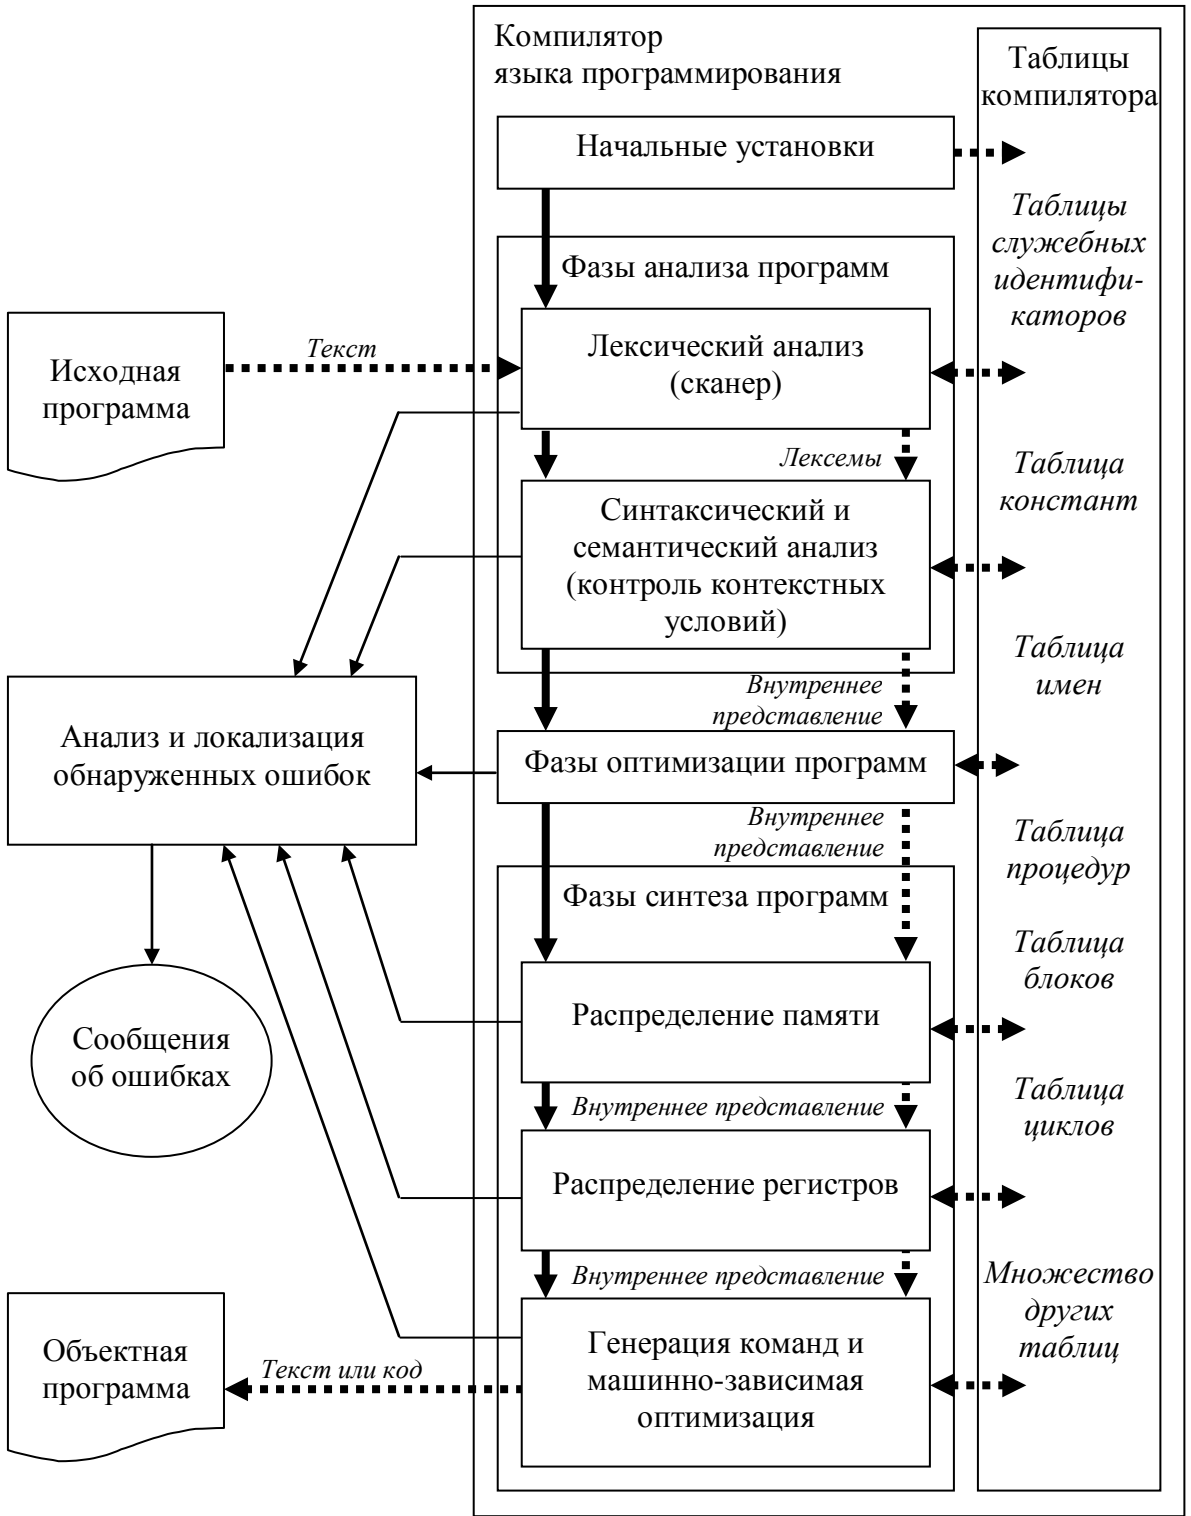 Компилятор
языка программирования
Таблицы
компилятора
Начальные установки
Таблицы
служебных
идентифи-
каторов
Фазы анализа программ
Исходная
программа
Текст
Лексический анализ
(сканер)
Лексемы
Таблица
констант
Синтаксический и
семантический анализ
(контроль контекстных
условий)
Таблица
имен
Внутреннее
представление
Анализ и локализация
обнаруженных ошибок
Фазы оптимизации программ
Внутреннее
представление
Таблица
процедур
Фазы синтеза программ
Таблица
блоков
Сообщения
об ошибках
Распределение памяти
Таблица
циклов
Внутреннее представление
Распределение регистров
Внутреннее представление
Множество
других
таблиц
Объектная
программа
Текст или код
Генерация команд и
машинно-зависимая
оптимизация